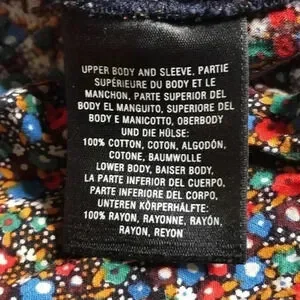 UPPER BODY AND SLEEVE, PARTIE
SUPÉRIEURE DU BODY ET LE
MANCHON, PARTE SUPERIOR DEL
BODY EL MANGUITO, SUPERIORE DEL
BODY E MANICOTTO, OBERBODY
UND DIE HÜLSE:
100% COTTON, COTON, ALGODÓN,
COTONE, BAUMWOLLE
LOWER BODY, BAISER BODY,
LA PARTE INFERIOR DEL CUERPO,
PARTE INFERIORE DEL CORPO,
UNTEREN KÖRPERHÄLFTE:
100% RAYON, RAYONNE, RAYÓN,
RAYON, REYON